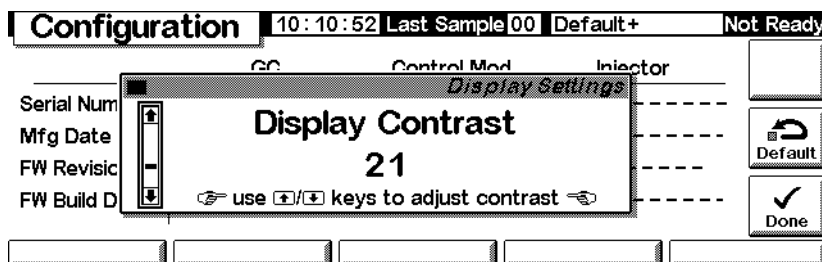 Configuration 10:10:52 Last Sample 00 Default+ Not Ready
GC Control Mod Injector
Display Settings
Serial Num
Display Contrast
Mfg Date
Default
FW Revisic
21
FW Build D
use / keys to adjust contrast
Done